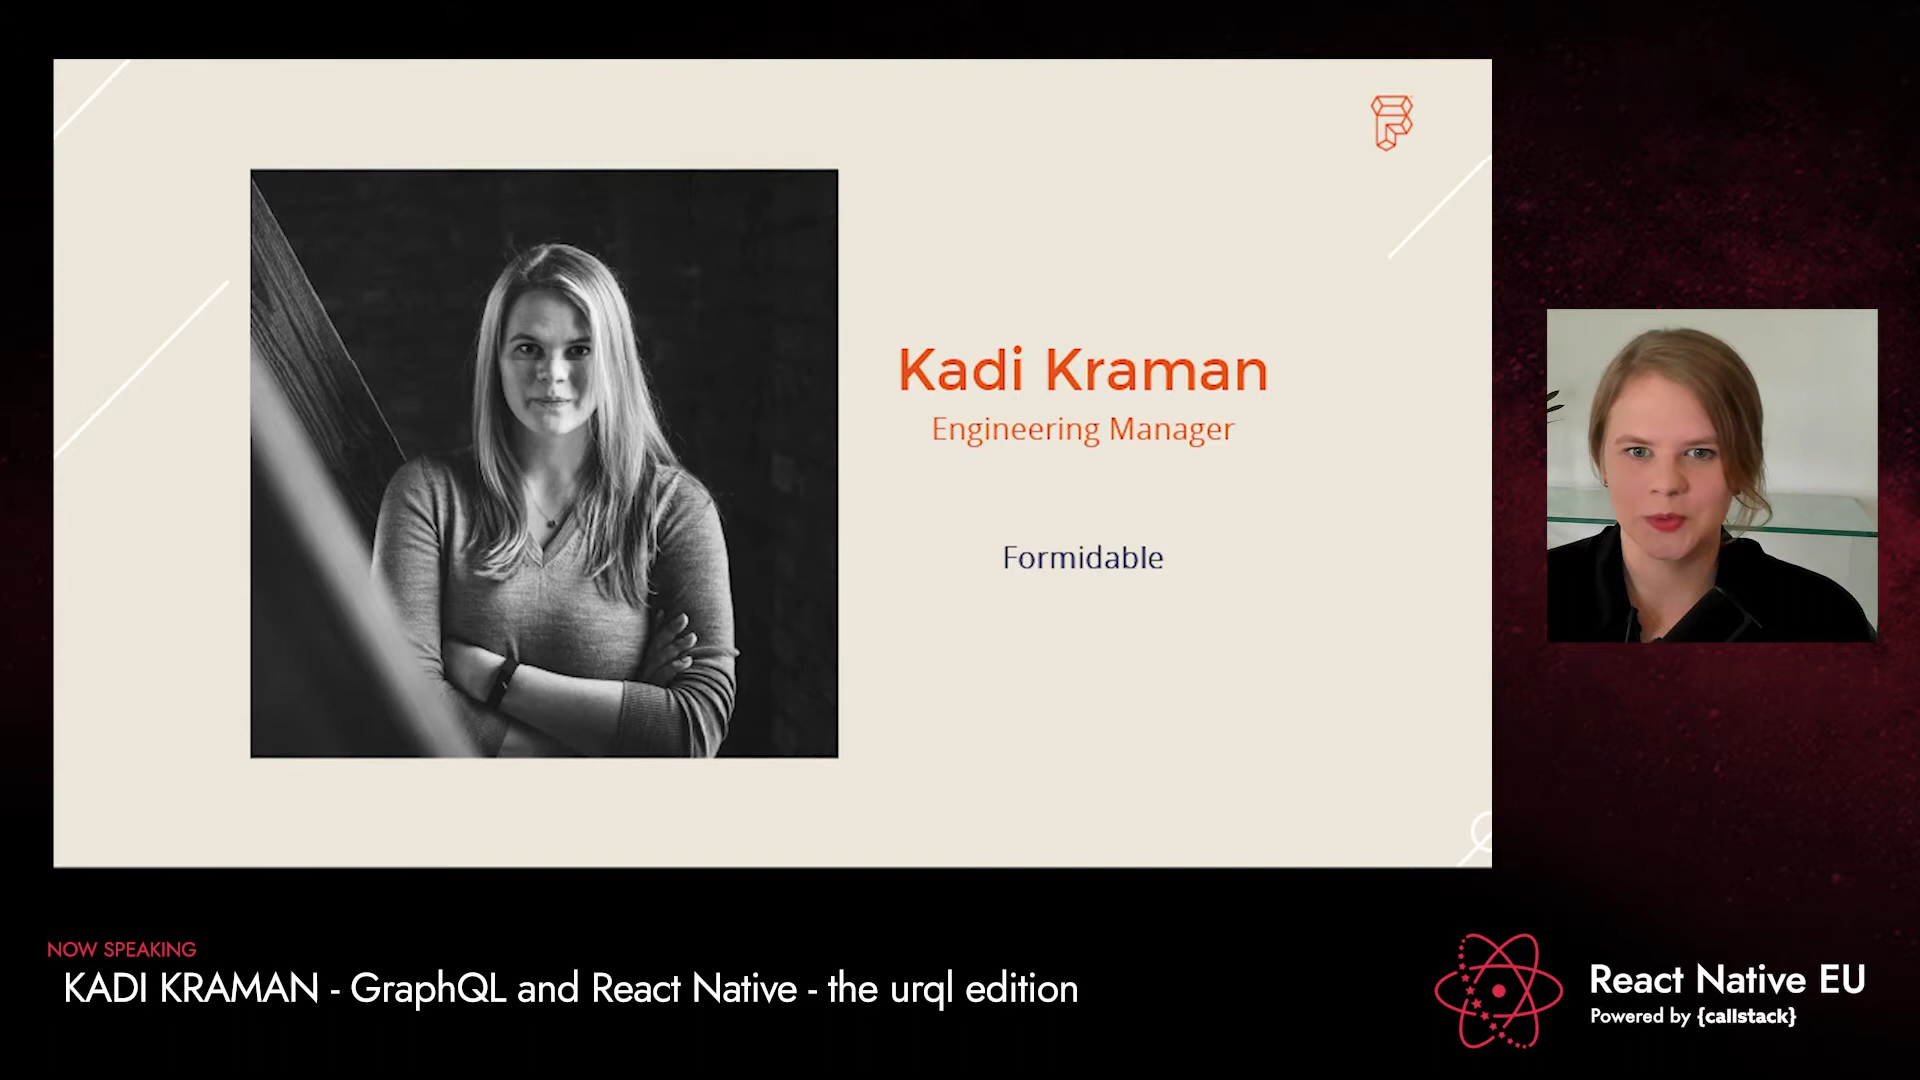 Kadi Kraman
Engineering Manager
Formidable
NOW SPEAKING
KADI KRAMAN - GraphQL and React Native - the urql edition
React Native EU
Powered by {callstack}